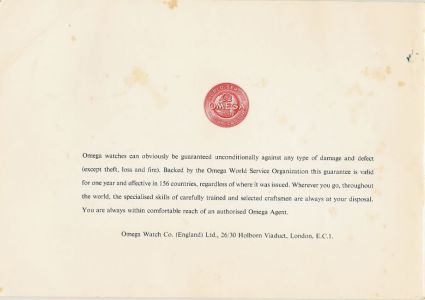 OMEGA
Omega watches can obviously be guaranteed unconditionally against any type of damage and defect
(except theft, loss and fire). Backed by the Omega World Service Organization this guarantee is valid
for one year and effective in 156 countries, regardless of where it was issued. Wherever you go, throughout
the world, the specialised skills of carefully trained and selected craftsmen are always at your disposal.
You are always within comfortable reach of an authorised Omega Agent.
Omega Watch Co. (England) Ltd., 26/30 Holborn Viaduct, London, E.C.1.